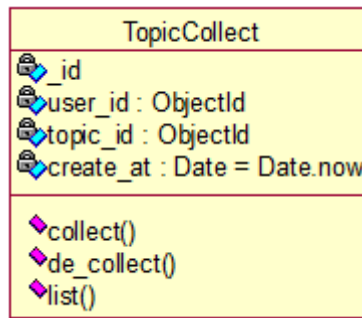 TopicCollect
_id
user_id : ObjectId
topic_id : ObjectId
create_at : Date = Date.now
collect()
de_collect()
list()